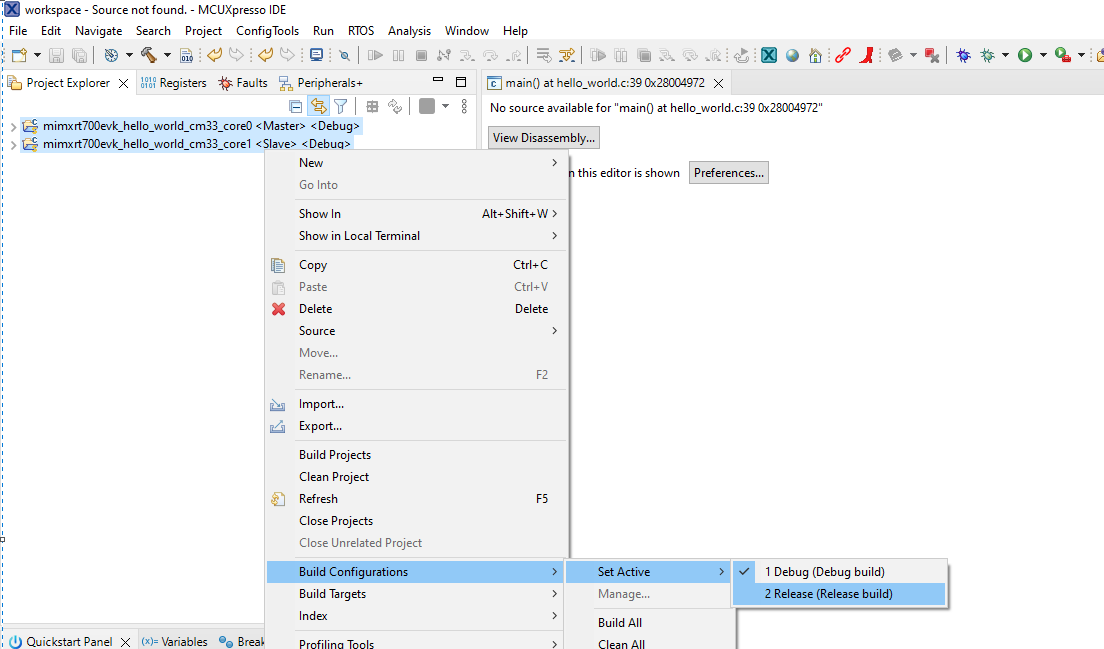 workspace - Source not found. - MCUXpresso IDE
File Edit Navigate Search Project ConfigTools Run RTOS Analysis Window Help
Project Explorer Registers Faults Peripherals+
main() at hello_world.c:39 0x28004972
No source available for "main() at hello_world.c:39 0x28004972"
mimxrt700evk_hello_world_cm33_core0 <Master> <Debug>
mimxrt700evk_hello_world_cm33_core1 <Slave> <Debug>
View Disassembly...
n this editor is shown Preferences...
New
Go Into
Show In Alt+Shift+W
Show in Local Terminal
Copy Ctrl+C
Paste Ctrl+V
Delete Delete
Source
Move...
Rename... F2
Import...
Export...
Build Projects
Clean Project
Refresh F5
Close Projects
Close Unrelated Project
Build Configurations
Set Active
1 Debug (Debug build)
Build Targets
Manage...
2 Release (Release build)
Index
Build All
Profiling Tools
Clean All
Quickstart Panel (x)= Variables Break